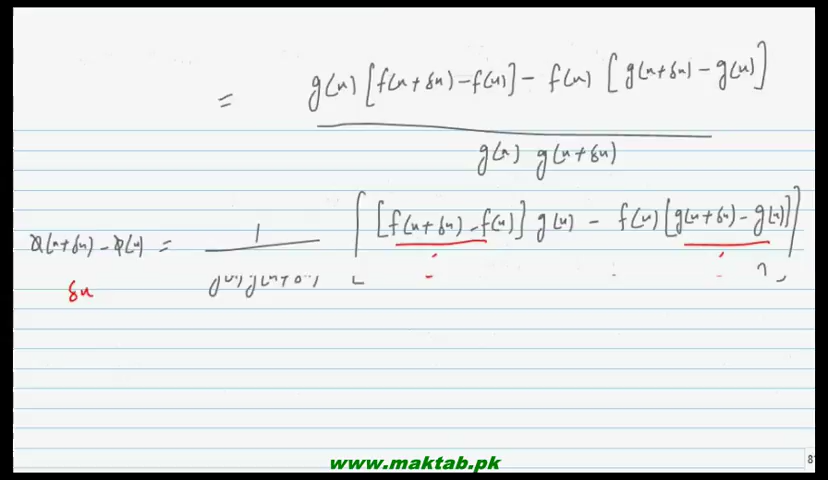 = g(x) [f(x+δx) - f(x)] - f(x) [g(x+δx) - g(x)]
g(x) g(x+δx)
Q(x+δx) - Q(x) = 1 [[f(x+δx) - f(x)] g(x) - f(x) [g(x+δx) - g(x)]]
δx
www.maktab.pk